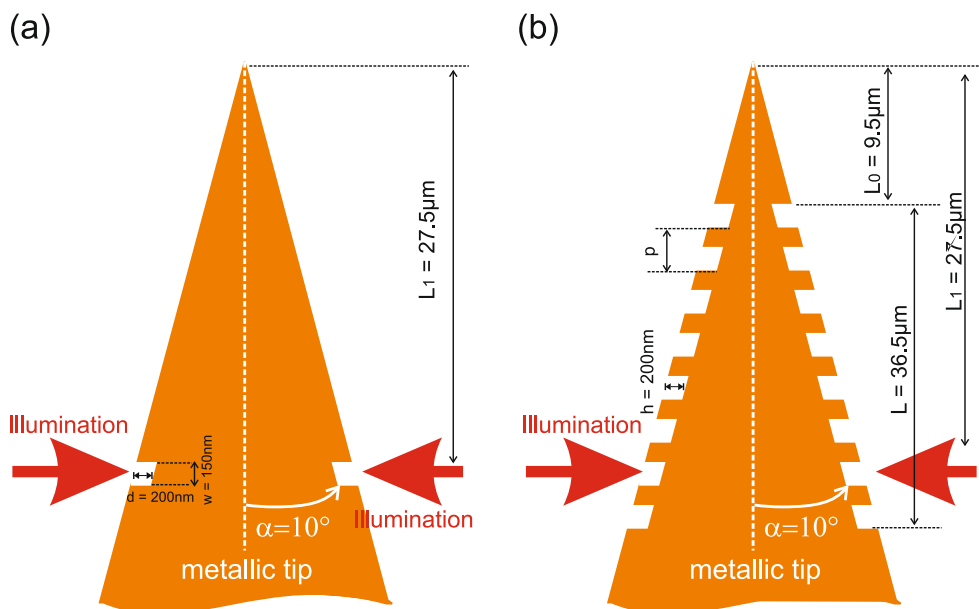 (a)
L1 = 27.5μm
Illumination
d = 200nm
w = 150nm
Illumination
α=10°
metallic tip
(b)
L0 = 9.5μm
p
L1 = 27.5μm
L = 36.5μm
h = 200nm
Illumination
Illumination
α=10°
metallic tip